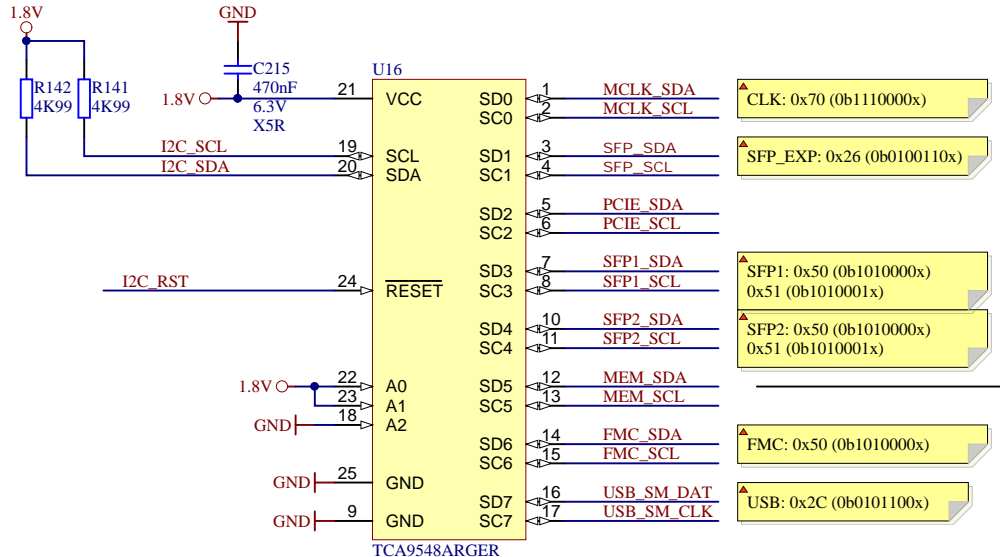 1.8V
GND
R142
4K99
R141
4K99
C215
470nF
6.3V
X5R
1.8V
U16
21 VCC
I2C_SCL 19 SCL
I2C_SDA 20 SDA
I2C_RST 24 RESET
1.8V 22 A0
23 A1
GND 18 A2
GND 25 GND
GND 9 GND
SD0 1 MCLK_SDA
SC0 2 MCLK_SCL
SD1 3 SFP_SDA
SC1 4 SFP_SCL
SD2 5 PCIE_SDA
SC2 6 PCIE_SCL
SD3 7 SFP1_SDA
SC3 8 SFP1_SCL
SD4 10 SFP2_SDA
SC4 11 SFP2_SCL
SD5 12 MEM_SDA
SC5 13 MEM_SCL
SD6 14 FMC_SDA
SC6 15 FMC_SCL
SD7 16 USB_SM_DAT
SC7 17 USB_SM_CLK
TCA9548ARGER
CLK: 0x70 (0b1110000x)
SFP_EXP: 0x26 (0b0100110x)
SFP1: 0x50 (0b1010000x)
0x51 (0b1010001x)
SFP2: 0x50 (0b1010000x)
0x51 (0b1010001x)
FMC: 0x50 (0b1010000x)
USB: 0x2C (0b0101100x)